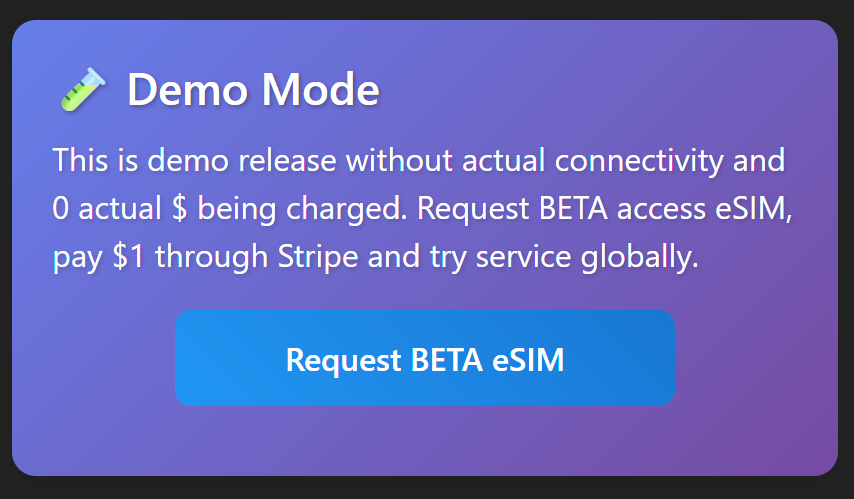 Demo Mode
This is demo release without actual connectivity and
0 actual $ being charged. Request BETA access eSIM,
pay $1 through Stripe and try service globally.
Request BETA eSIM